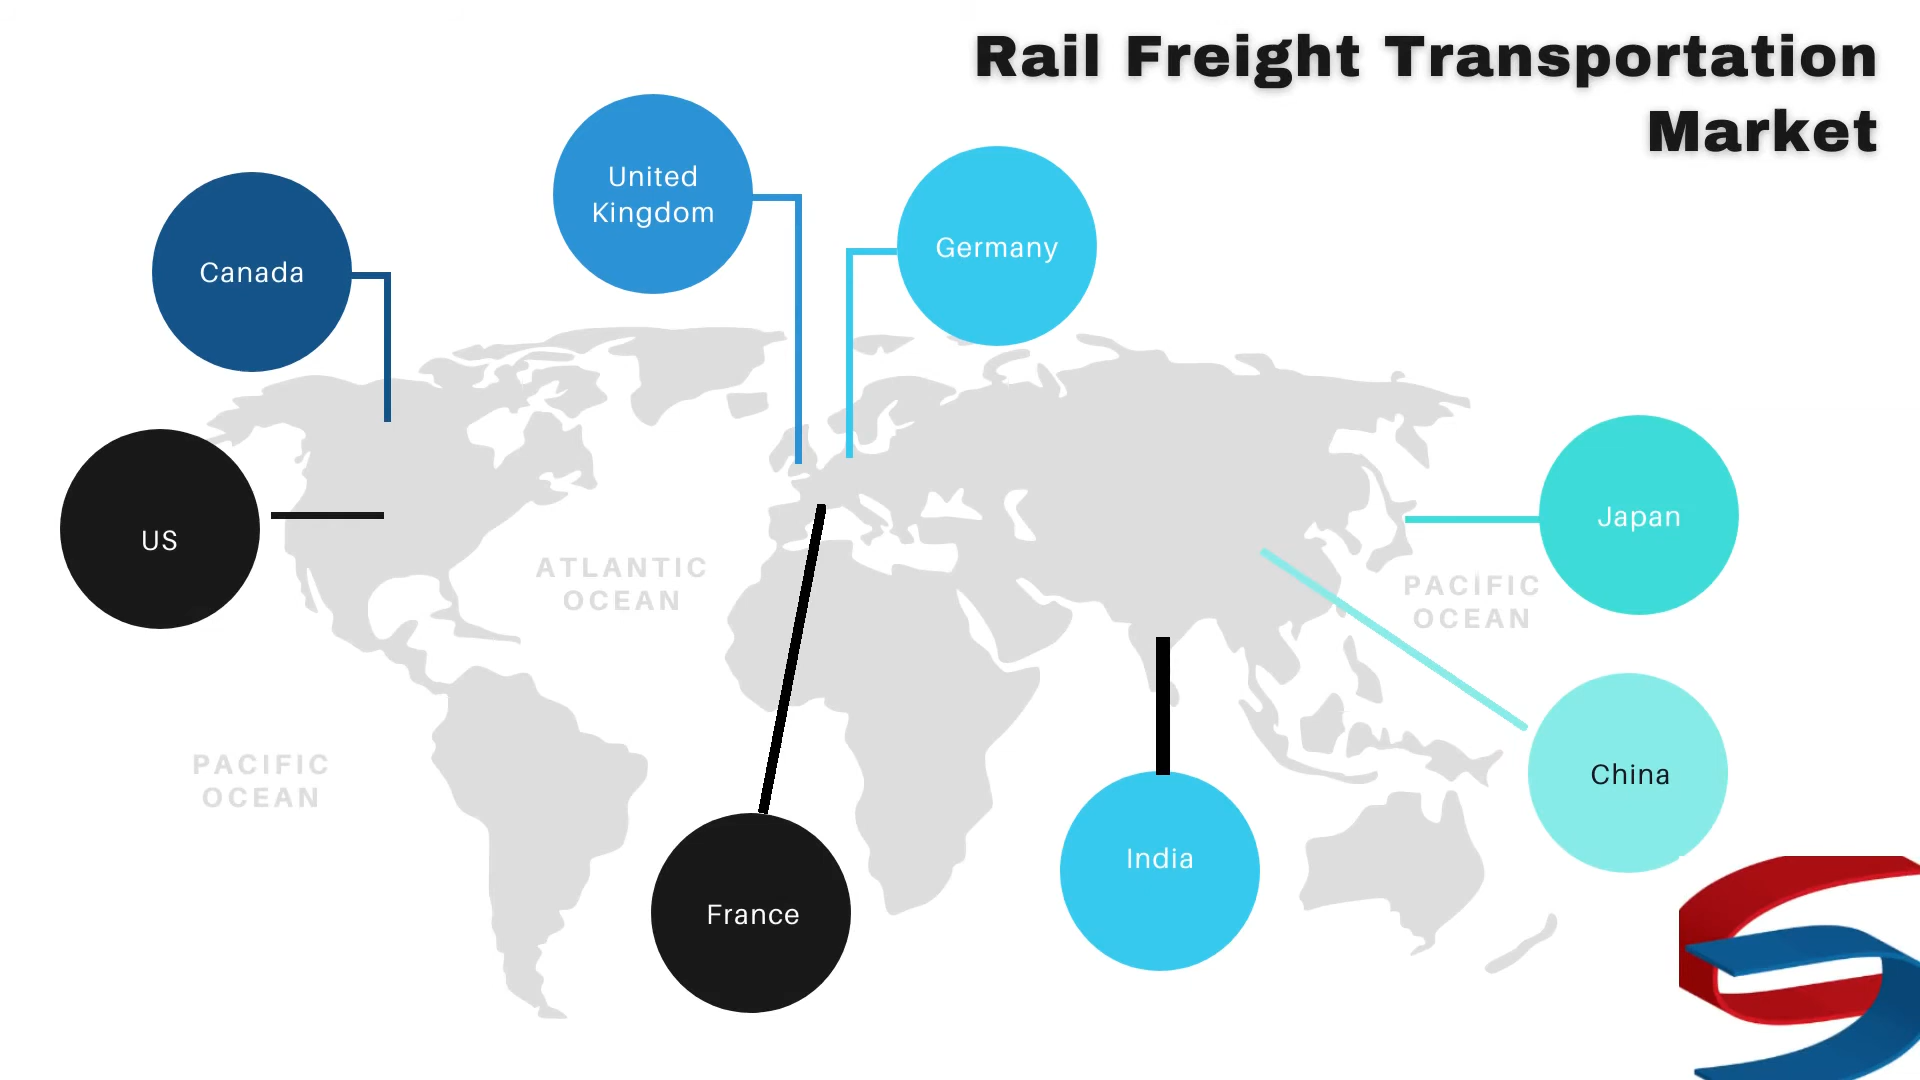 Rail Freight Transportation
Market
United
Kingdom
Germany
Canada
US
Japan
ATLANTIC
OCEAN
PACIFIC
OCEAN
PACIFIC
OCEAN
China
India
France